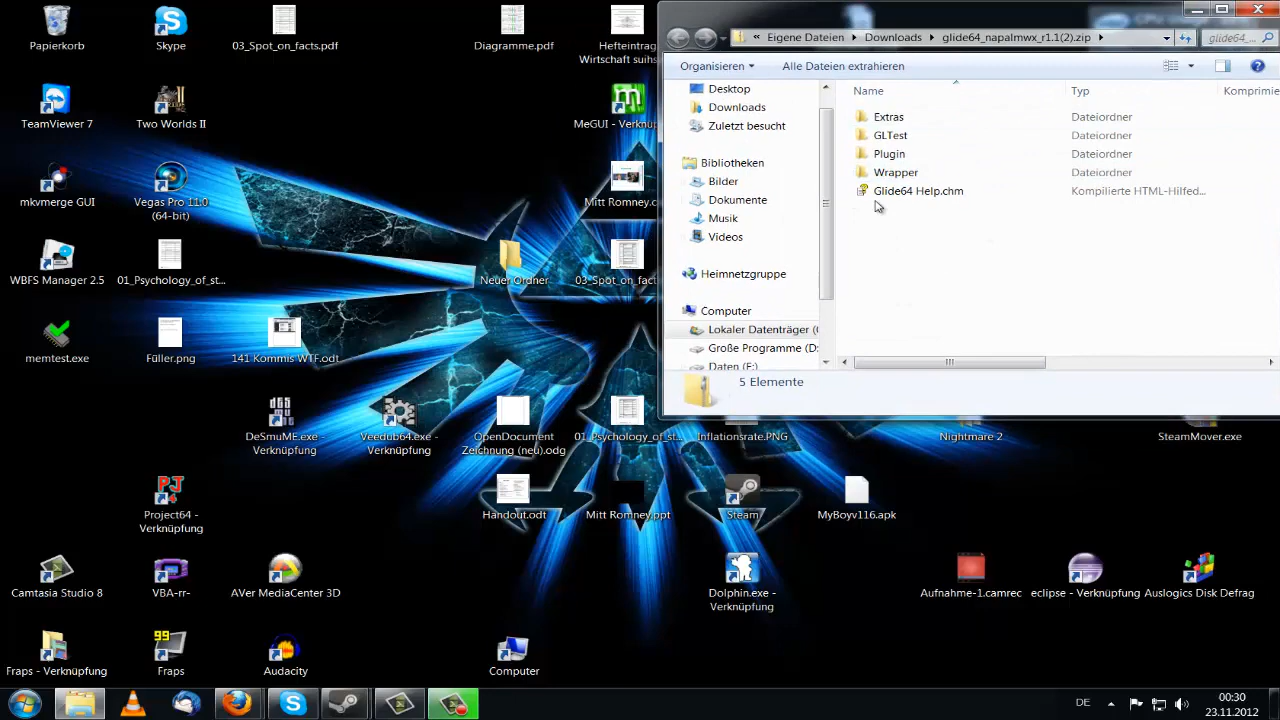 Papierkorb
Skype
03_Spot_on_facts.pdf
Diagramme.pdf
Hefteintrag
Wirtschaft suihs
Eigene Dateien
Downloads
glide64_napalmwx_r1.1(2).zip
glide64_...
Organisieren
Alle Dateien extrahieren
Desktop
Downloads
Zuletzt besucht
Bibliotheken
Bilder
Dokumente
Musik
Videos
Heimnetzgruppe
Computer
Lokaler Datenträger (
Große Programme (D:
Daten (F:)
Name
Typ
Komprimie
Extras
Dateiordner
GLTest
Dateiordner
Plugin
Dateiordner
Wrapper
Dateiordner
Glide64 Help.chm
Kompilierte HTML-Hilfed...
5 Elemente
TeamViewer 7
Two Worlds II
MeGUI - Verknüpfu
mkvmerge GUI
Vegas Pro 11.0
(64-bit)
Mitt Romney.o
WBFS Manager 2.5
01_Psychology_of_st...
Neuer Ordner
03_Spot_on_fact
memtest.exe
Füller.png
141 Kommis WTF.odt
DeSmuME.exe -
Verknüpfung
Veedub64.exe -
Verknüpfung
OpenDocument
Zeichnung (neu).odg
01_Psychology_of_st...
Inflationsrate.PNG
Nightmare 2
SteamMover.exe
PJ
4
Project64 -
Verknüpfung
Handout.odt
Mitt Romney.ppt
Steam
MyBoyv116.apk
Camtasia Studio 8
VBA-rr-
AVer MediaCenter 3D
Dolphin.exe -
Verknüpfung
Aufnahme-1.camrec
eclipse - Verknüpfung
Auslogics Disk Defrag
Fraps - Verknüpfung
99
Fraps
Audacity
Computer
DE
00:30
23.11.2012